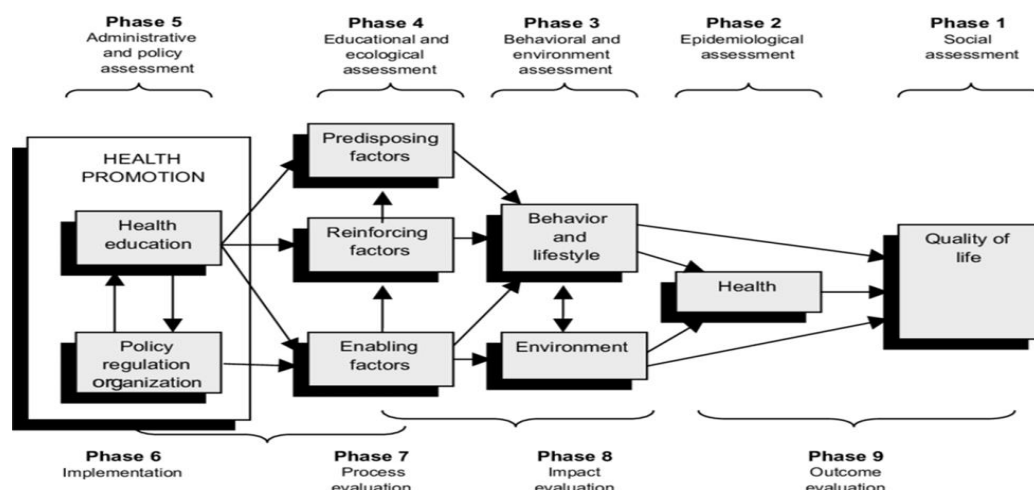 Phase 5
Administrative
and policy
assessment
Phase 4
Educational and
ecological
assessment
Phase 3
Behavioral and
environment
assessment
Phase 2
Epidemiological
assessment
Phase 1
Social
assessment
HEALTH
PROMOTION
Health
education
Policy
regulation
organization
Predisposing
factors
Reinforcing
factors
Enabling
factors
Behavior
and
lifestyle
Environment
Health
Quality of
life
Phase 6
Implementation
Phase 7
Process
evaluation
Phase 8
Impact
evaluation
Phase 9
Outcome
evaluation